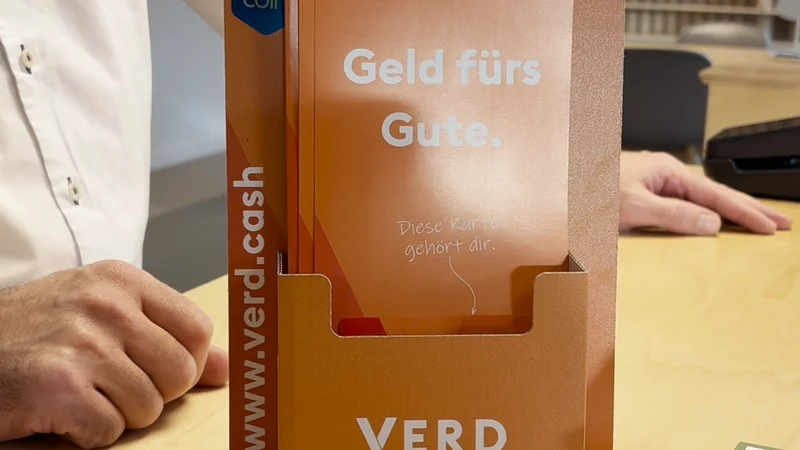 Geld fürs
Gute.
Diese Karte
gehört dir.
www.verd.cash
VERD